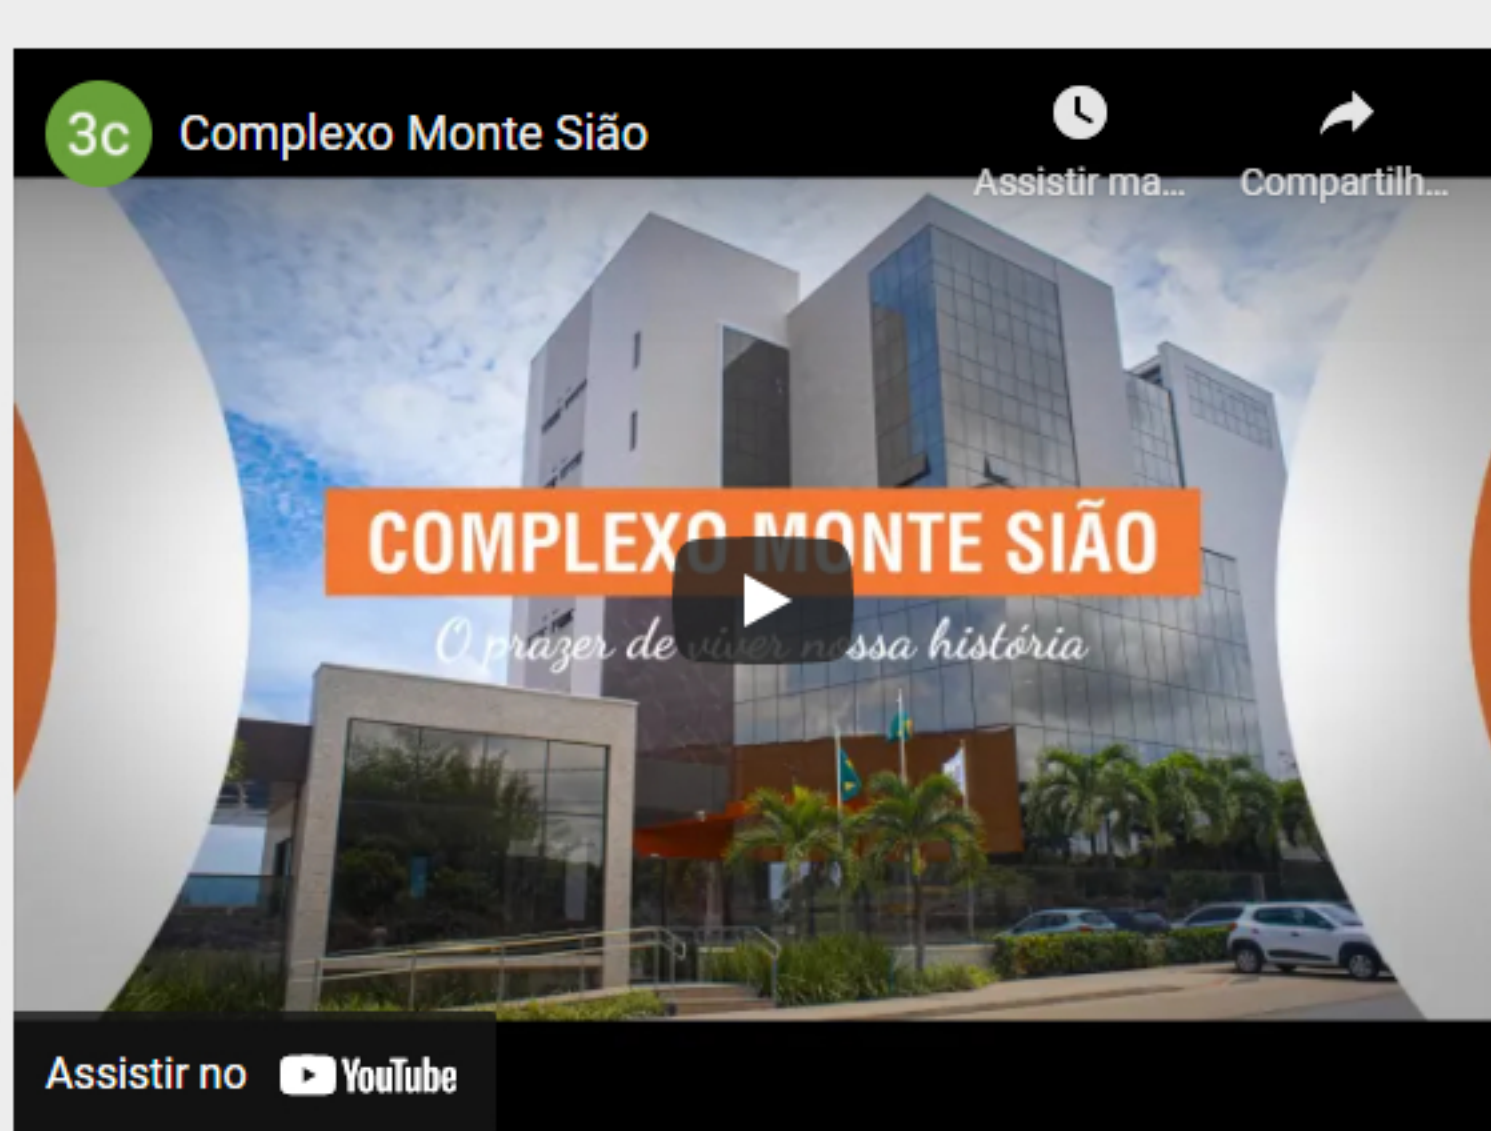 3c
Complexo Monte Sião
Assistir ma...
Compartilh...
COMPLEXO MONTE SIÃO
O prazer de viver nossa história
Assistir no YouTube